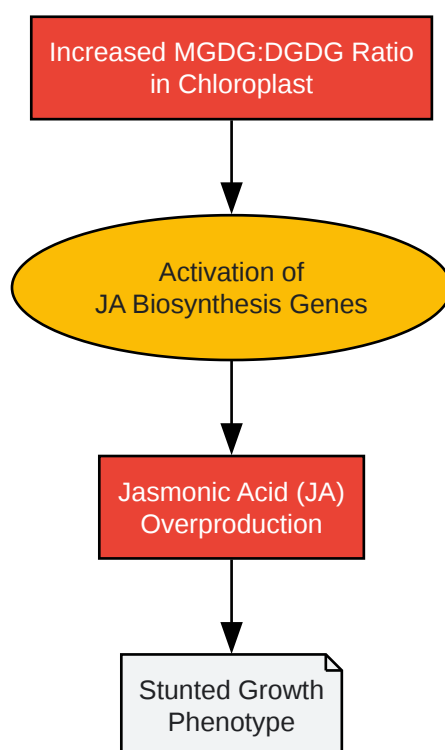 Increased MGDG:DGDG Ratio
in Chloroplast
Activation of
JA Biosynthesis Genes
Jasmonic Acid (JA)
Overproduction
Stunted Growth
Phenotype